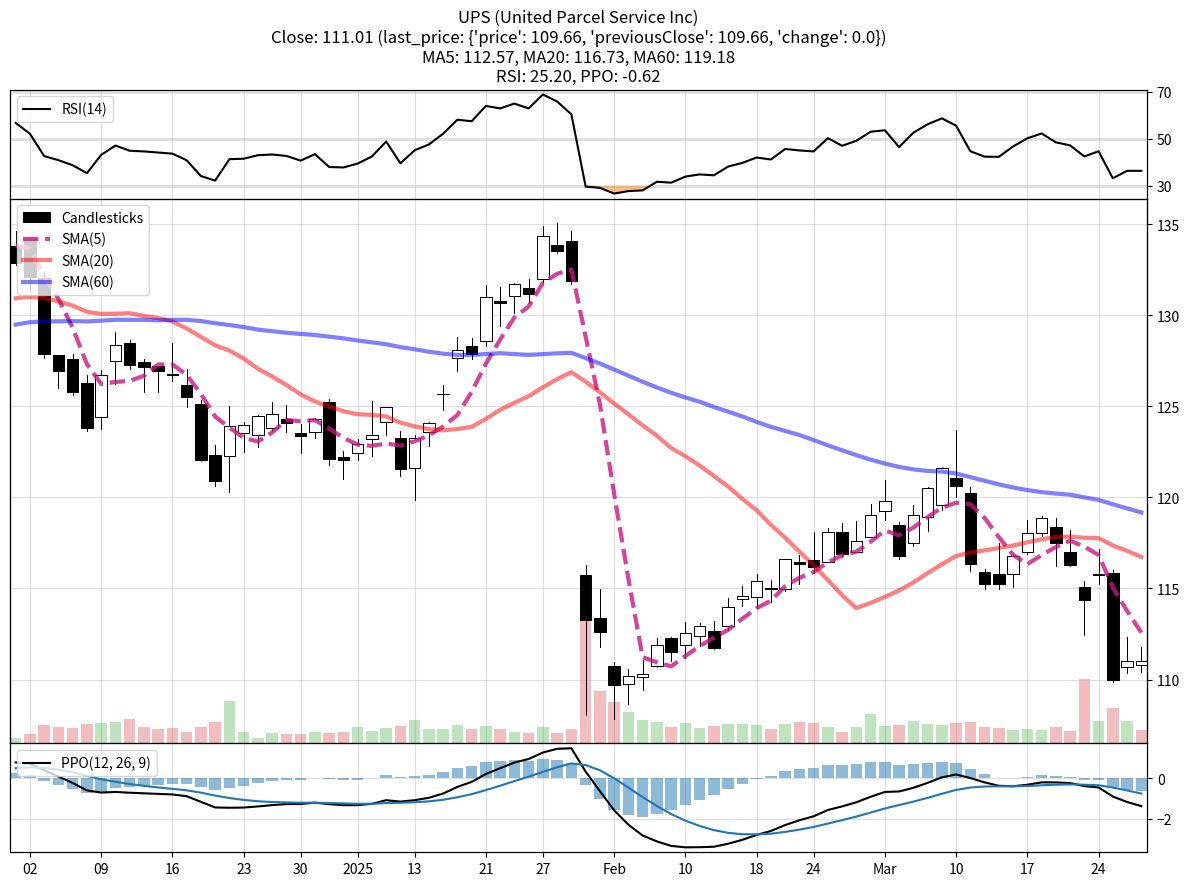 UPS (United Parcel Service Inc)
Close: 111.01 (last_price: {'price': 109.66, 'previousClose': 109.66, 'change': 0.0})
MA5: 112.57, MA20: 116.73, MA60: 119.18
RSI: 25.20, PPO: -0.62
RSI(14)
70
50
30
Candlesticks
SMA(5)
SMA(20)
SMA(60)
135
130
125
120
115
110
PPO(12, 26, 9)
0
−2
02 09 16 23 30 2025 13 21 27 Feb 10 18 24 Mar 10 17 24